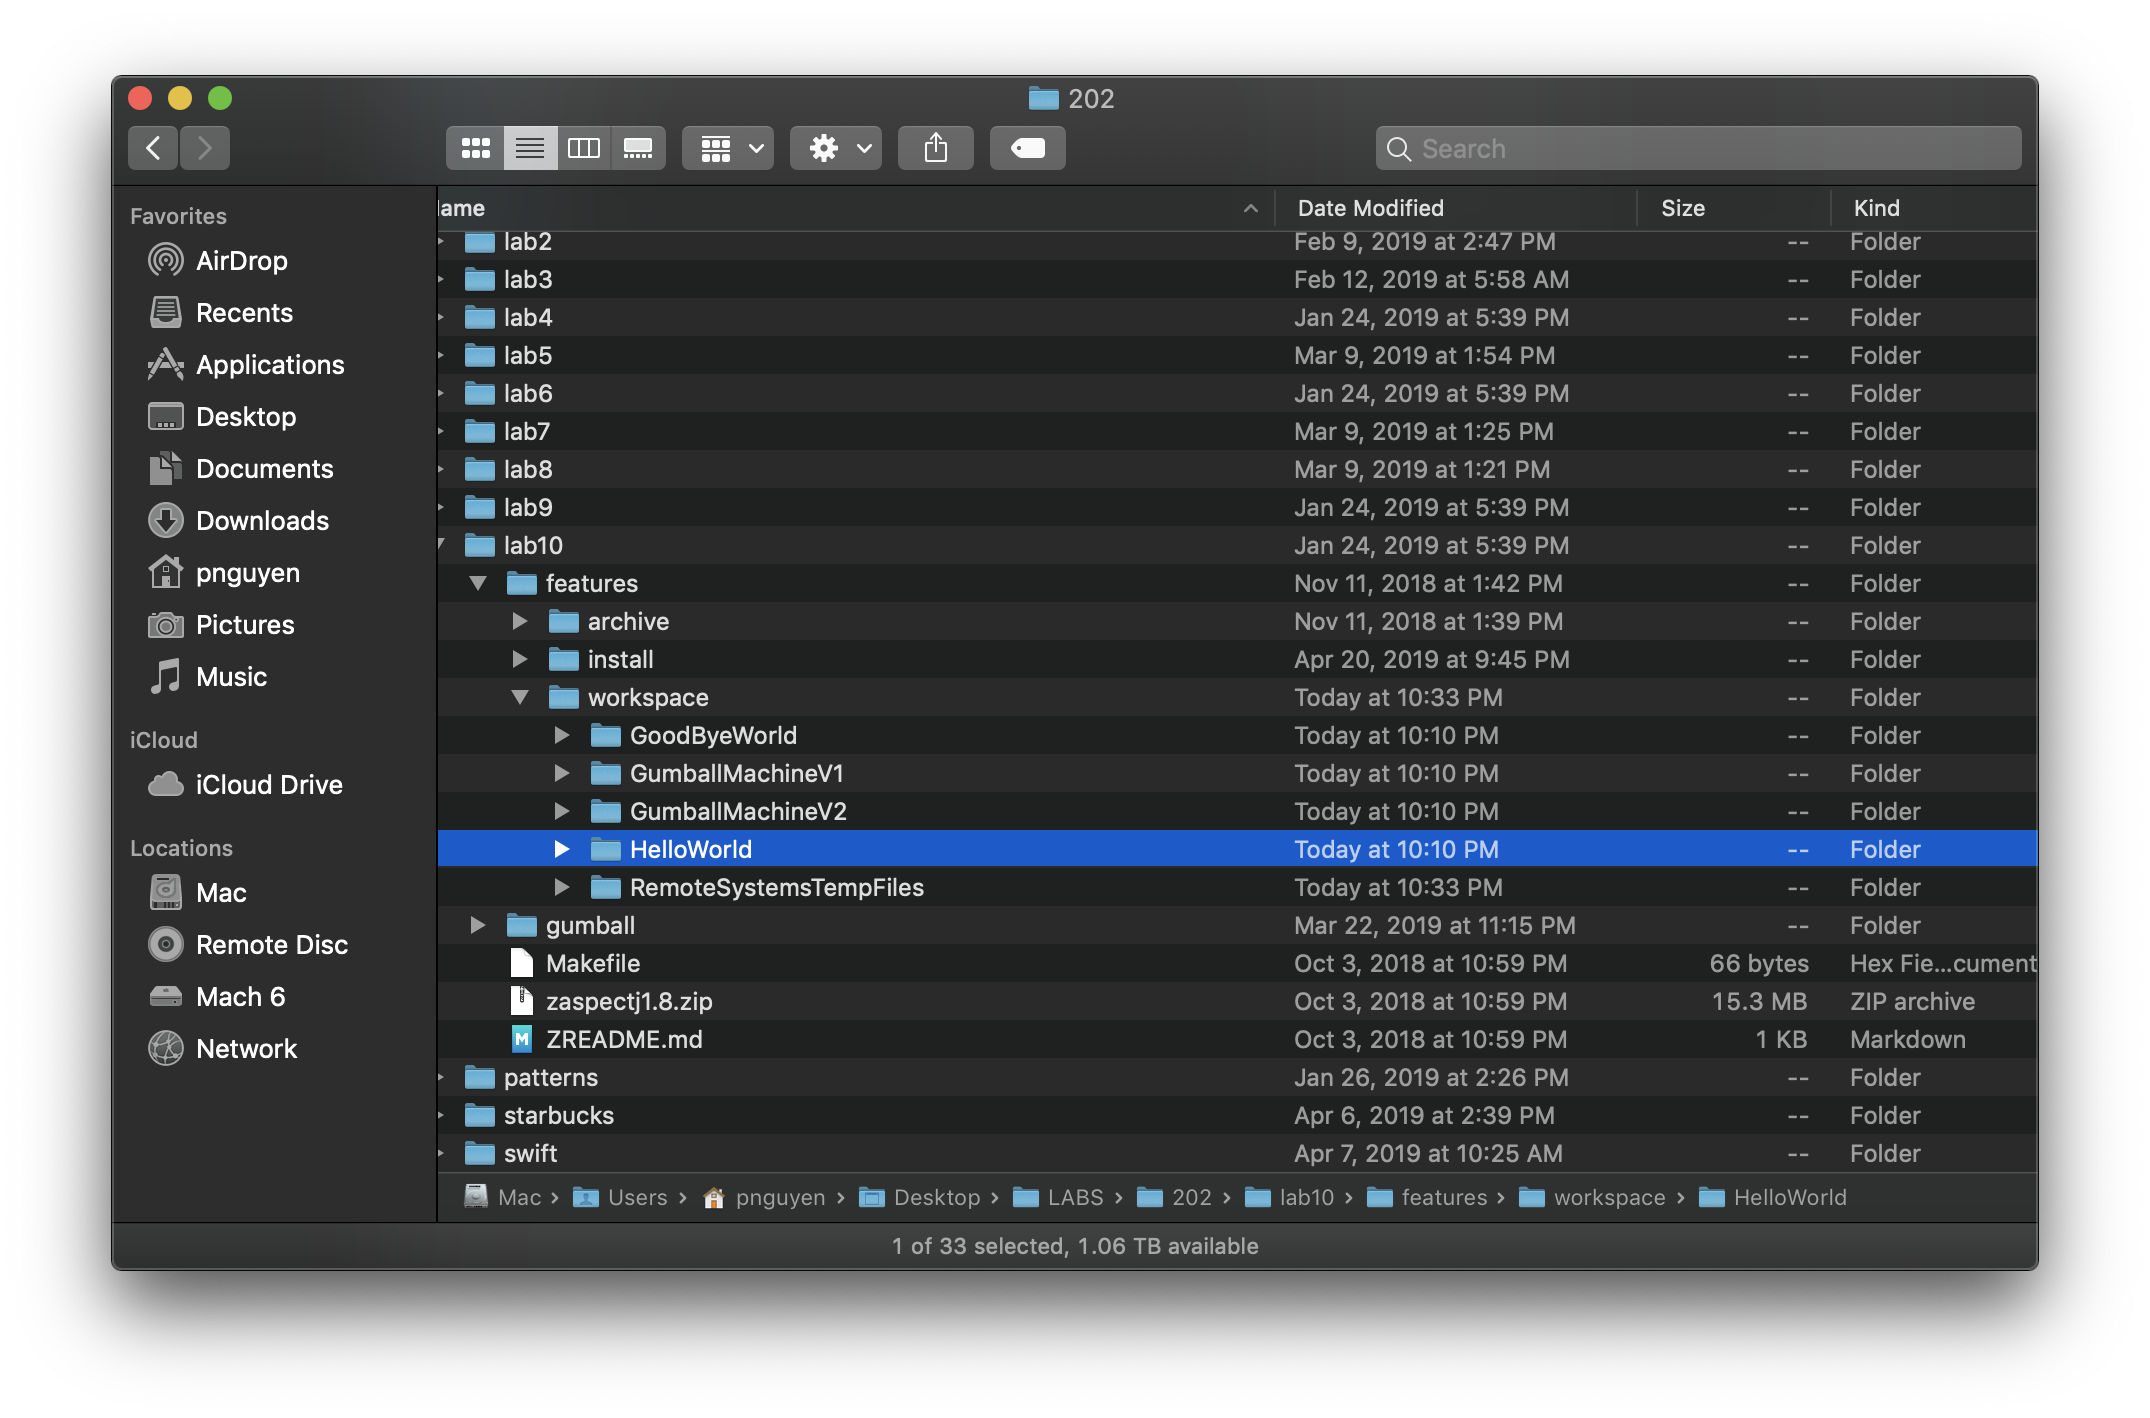 202
Search
Favorites
AirDrop
Recents
Applications
Desktop
Documents
Downloads
pnguyen
Pictures
Music
iCloud
iCloud Drive
Locations
Mac
Remote Disc
Mach 6
Network
ame Date Modified Size Kind
lab2 Feb 9, 2019 at 2:47 PM -- Folder
lab3 Feb 12, 2019 at 5:58 AM -- Folder
lab4 Jan 24, 2019 at 5:39 PM -- Folder
lab5 Mar 9, 2019 at 1:54 PM -- Folder
lab6 Jan 24, 2019 at 5:39 PM -- Folder
lab7 Mar 9, 2019 at 1:25 PM -- Folder
lab8 Mar 9, 2019 at 1:21 PM -- Folder
lab9 Jan 24, 2019 at 5:39 PM -- Folder
lab10 Jan 24, 2019 at 5:39 PM -- Folder
features Nov 11, 2018 at 1:42 PM -- Folder
archive Nov 11, 2018 at 1:39 PM -- Folder
install Apr 20, 2019 at 9:45 PM -- Folder
workspace Today at 10:33 PM -- Folder
GoodByeWorld Today at 10:10 PM -- Folder
GumballMachineV1 Today at 10:10 PM -- Folder
GumballMachineV2 Today at 10:10 PM -- Folder
HelloWorld Today at 10:10 PM -- Folder
RemoteSystemsTempFiles Today at 10:33 PM -- Folder
gumball Mar 22, 2019 at 11:15 PM -- Folder
Makefile Oct 3, 2018 at 10:59 PM 66 bytes Hex Fie...cument
zaspectj1.8.zip Oct 3, 2018 at 10:59 PM 15.3 MB ZIP archive
ZREADME.md Oct 3, 2018 at 10:59 PM 1 KB Markdown
patterns Jan 26, 2019 at 2:26 PM -- Folder
starbucks Apr 6, 2019 at 2:39 PM -- Folder
swift Apr 7, 2019 at 10:25 AM -- Folder
Mac › Users › pnguyen › Desktop › LABS › 202 › lab10 › features › workspace › HelloWorld
1 of 33 selected, 1.06 TB available